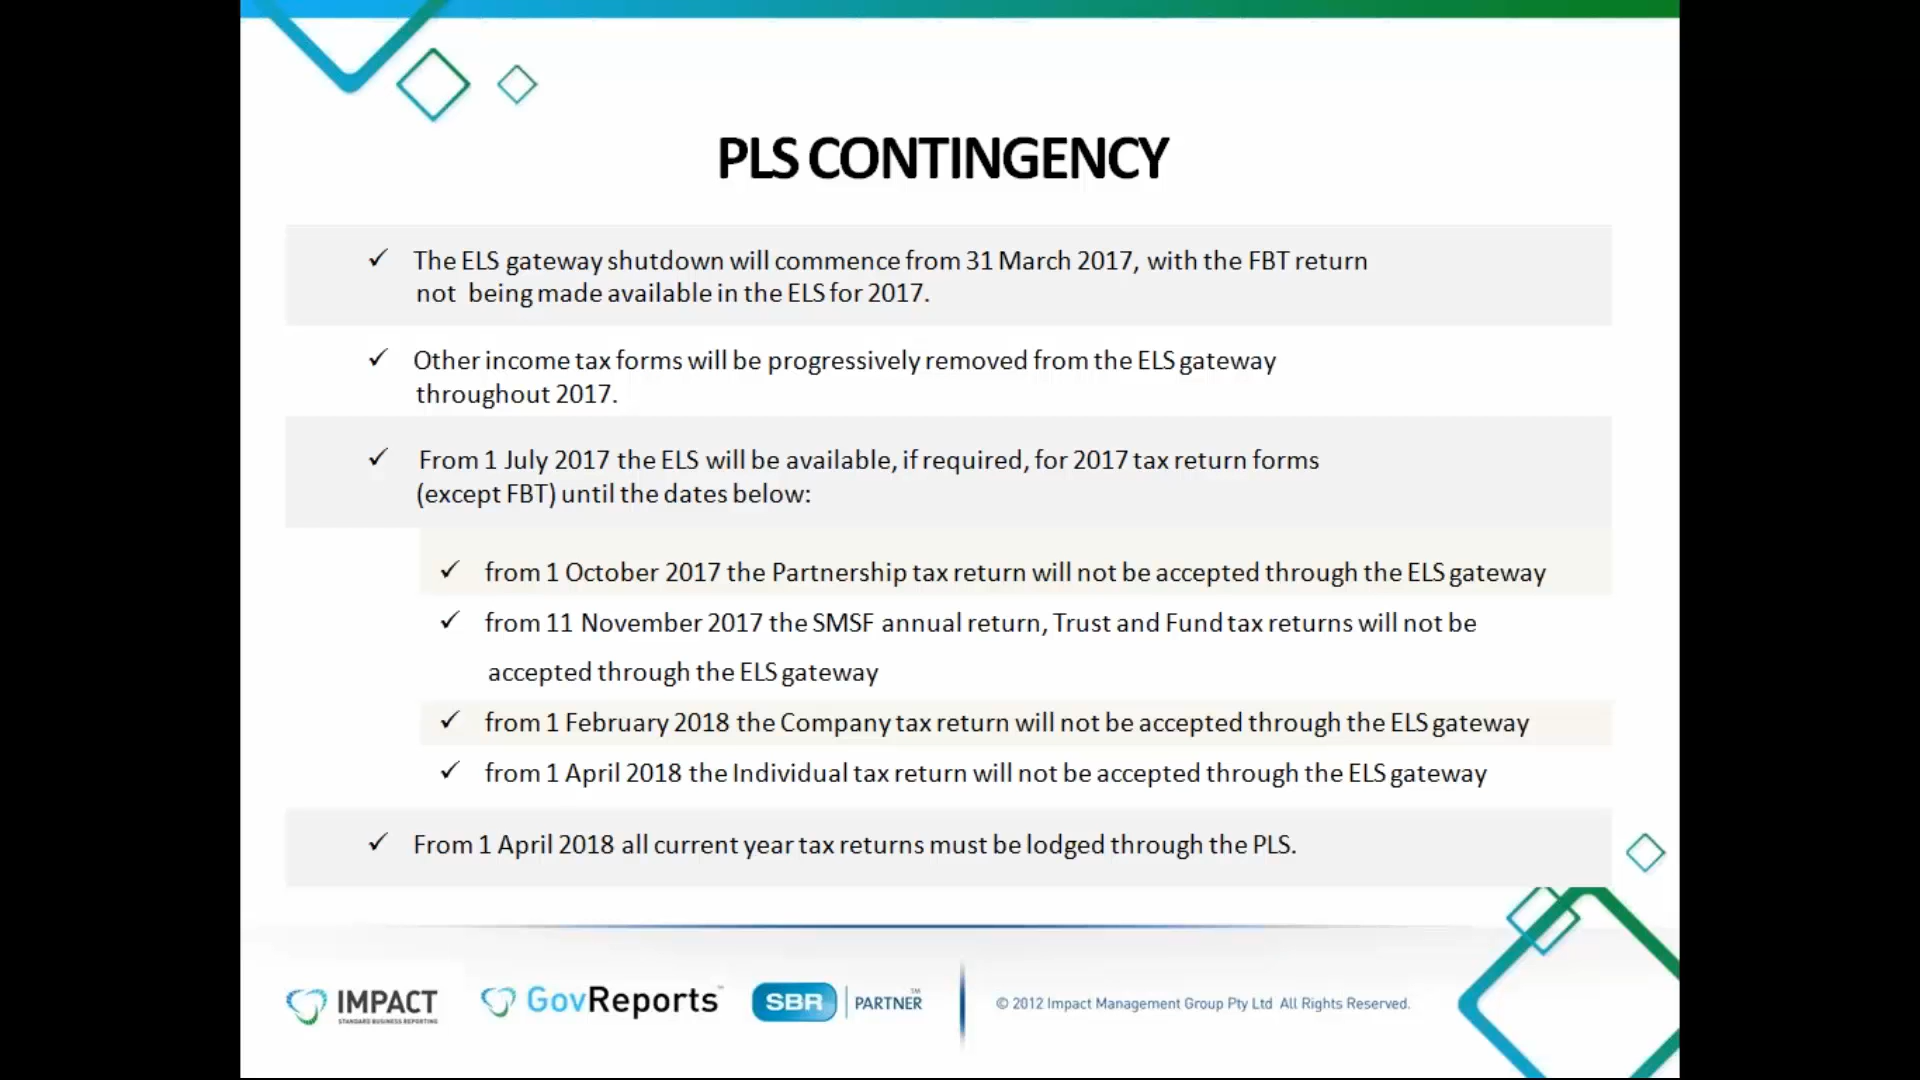 PLS CONTINGENCY
✓ The ELS gateway shutdown will commence from 31 March 2017, with the FBT return
not being made available in the ELS for 2017.
✓ Other income tax forms will be progressively removed from the ELS gateway
throughout 2017.
✓ From 1 July 2017 the ELS will be available, if required, for 2017 tax return forms
(except FBT) until the dates below:
✓ from 1 October 2017 the Partnership tax return will not be accepted through the ELS gateway
✓ from 11 November 2017 the SMSF annual return, Trust and Fund tax returns will not be
accepted through the ELS gateway
✓ from 1 February 2018 the Company tax return will not be accepted through the ELS gateway
✓ from 1 April 2018 the Individual tax return will not be accepted through the ELS gateway
✓ From 1 April 2018 all current year tax returns must be lodged through the PLS.
IMPACT
STANDARD BUSINESS REPORTING
GovReports™
SBR PARTNER™
© 2012 Impact Management Group Pty Ltd All Rights Reserved.